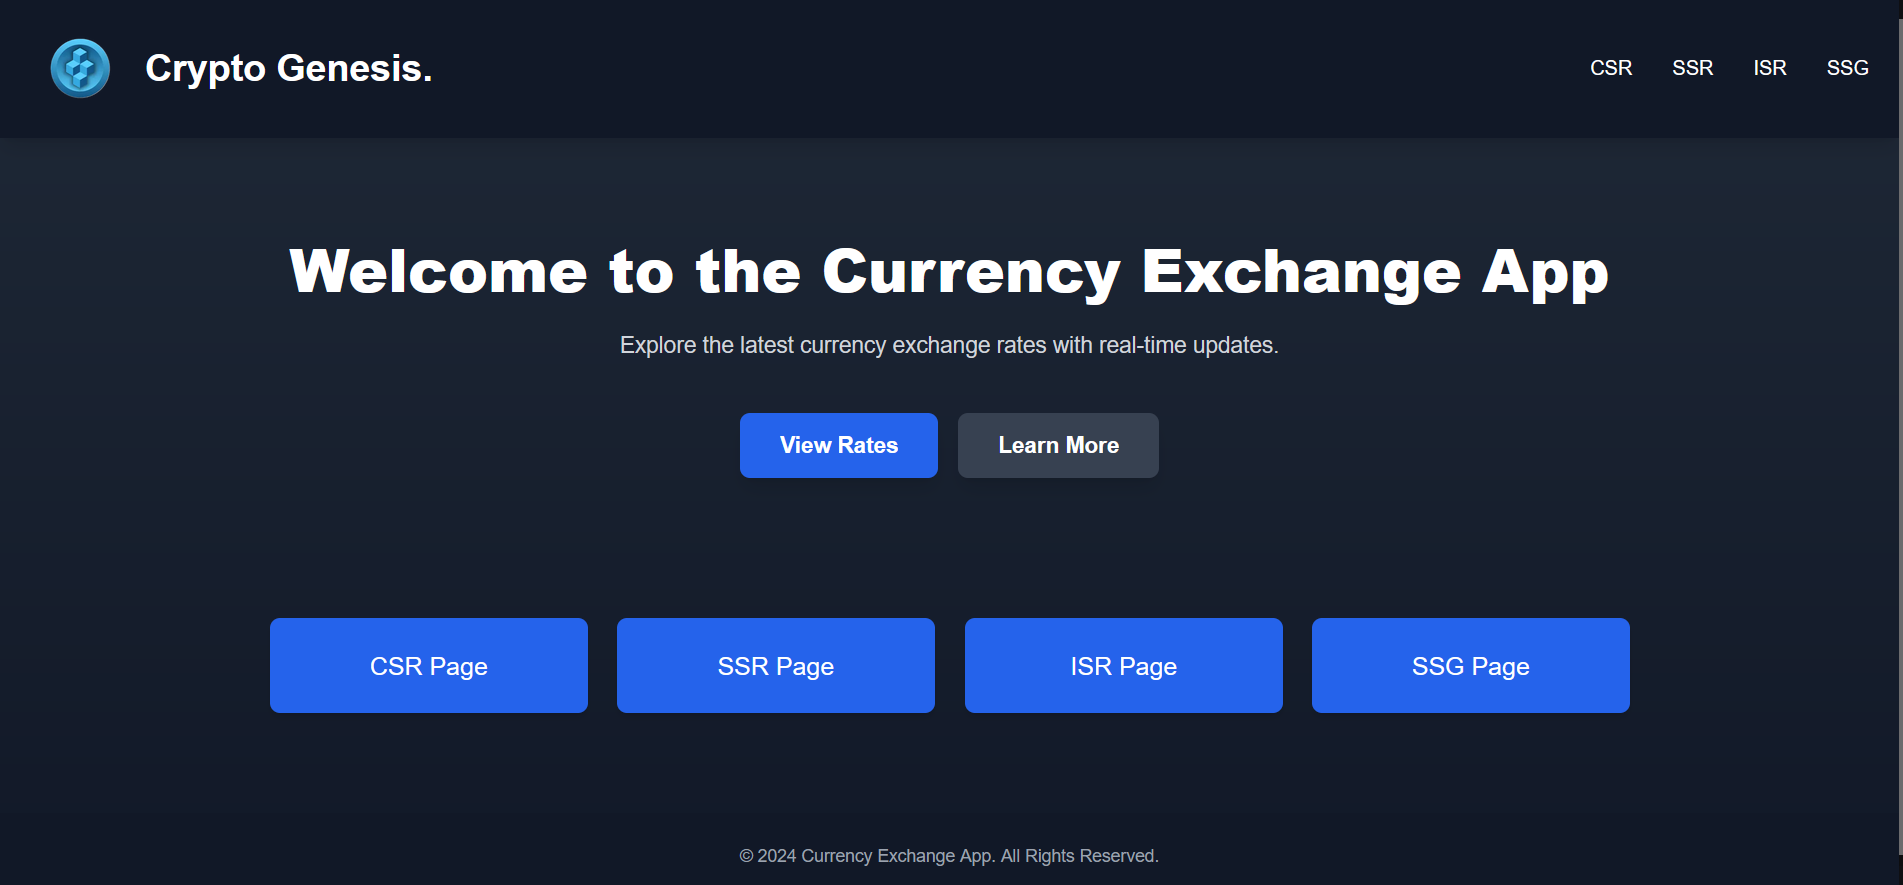 Crypto Genesis.
CSR SSR ISR SSG
Welcome to the Currency Exchange App
Explore the latest currency exchange rates with real-time updates.
View Rates
Learn More
CSR Page
SSR Page
ISR Page
SSG Page
© 2024 Currency Exchange App. All Rights Reserved.